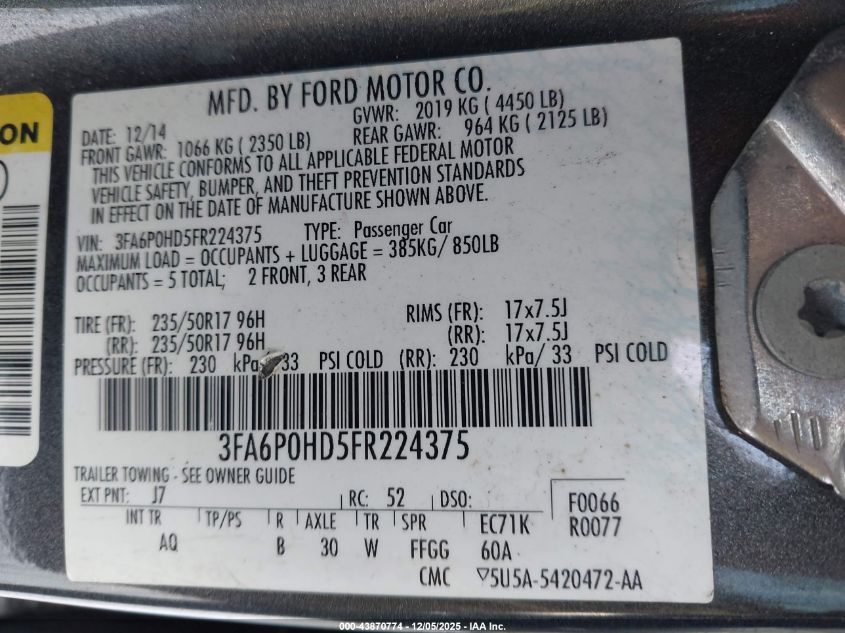 ON
MFD. BY FORD MOTOR CO.
DATE: 12/14 GVWR: 2019 KG ( 4450 LB)
FRONT GAWR: 1066 KG ( 2350 LB) REAR GAWR: 964 KG ( 2125 LB)
THIS VEHICLE CONFORMS TO ALL APPLICABLE FEDERAL MOTOR
VEHICLE SAFETY, BUMPER, AND THEFT PREVENTION STANDARDS
IN EFFECT ON THE DATE OF MANUFACTURE SHOWN ABOVE.
VIN: 3FA6P0HD5FR224375 TYPE: Passenger Car
MAXIMUM LOAD = OCCUPANTS + LUGGAGE = 385KG/ 850LB
OCCUPANTS = 5 TOTAL; 2 FRONT, 3 REAR
TIRE (FR): 235/50R17 96H RIMS (FR): 17x7.5J
(RR): 235/50R17 96H (RR): 17x7.5J
PRESSURE (FR): 230 kPa/ 33 PSI COLD (RR): 230 kPa/ 33 PSI COLD
3FA6P0HD5FR224375
TRAILER TOWING - SEE OWNER GUIDE
EXT PNT: J7 RC: 52 DSO: F0066
INT TR TP/PS R AXLE TR SPR EC71K R0077
AQ B 30 W FFGG 60A
CMC ▽5U5A-5420472-AA
000-43870774 - 12/05/2025 - IAA Inc.